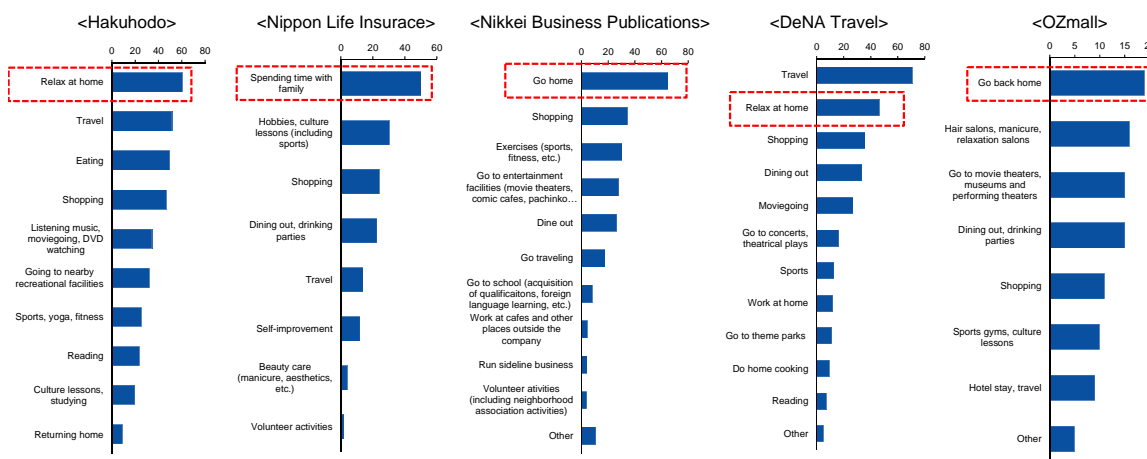 <Hakuhodo>
0 20 40 60 80
Relax at home
Travel
Eating
Shopping
Listening music,
moviegoing, DVD
watching
Going to nearby
recreational facilities
Sports, yoga, fitness
Reading
Culture lessons,
studying
Returning home
<Nippon Life Insurace>
0 20 40 60
Spending time with
family
Hobbies, culture
lessons (including
sports)
Shopping
Dining out, drinking
parties
Travel
Self-improvement
Beauty care
(manicure, aesthetics,
etc.)
Volunteer activities
<Nikkei Business Publications>
0 20 40 60 80
Go home
Shopping
Exercises (sports,
fitness, etc.)
Go to entertainment
facilities (movie theaters,
comic cafes, pachinko…
Dine out
Go traveling
Go to school (acquisition
of qualificaitons, foreign
language learning, etc.)
Work at cafes and other
places outside the
company
Run sideline business
Volunteer ativities
(including neighborhood
association activities)
Other
<DeNA Travel>
0 20 40 60 80
Travel
Relax at home
Shopping
Dining out
Moviegoing
Go to concerts,
theatrical plays
Sports
Work at home
Go to theme parks
Do home cooking
Reading
Other
<OZmall>
0 5 10 15 20
Go back home
Hair salons, manicure,
relaxation salons
Go to movie theaters,
museums and
performing theaters
Dining out, drinking
parties
Shopping
Sports gyms, culture
lessons
Hotel stay, travel
Other